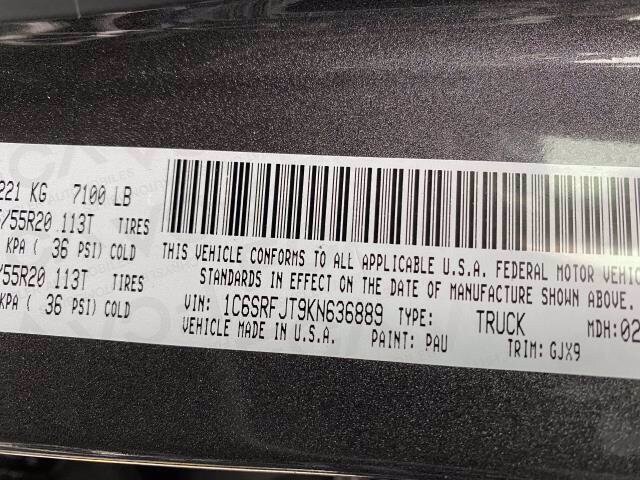 221 KG 7100 LB
/55R20 113T TIRES
KPA ( 36 PSI) COLD
/55R20 113T TIRES
KPA ( 36 PSI) COLD
THIS VEHICLE CONFORMS TO ALL APPLICABLE U.S.A. FEDERAL MOTOR VEHIC
STANDARDS IN EFFECT ON THE DATE OF MANUFACTURE SHOWN ABOVE.
VIN: 1C6SRFJT9KN636889 TYPE: TRUCK MDH:02
VEHICLE MADE IN U.S.A. PAINT: PAU TRIM: GJX9